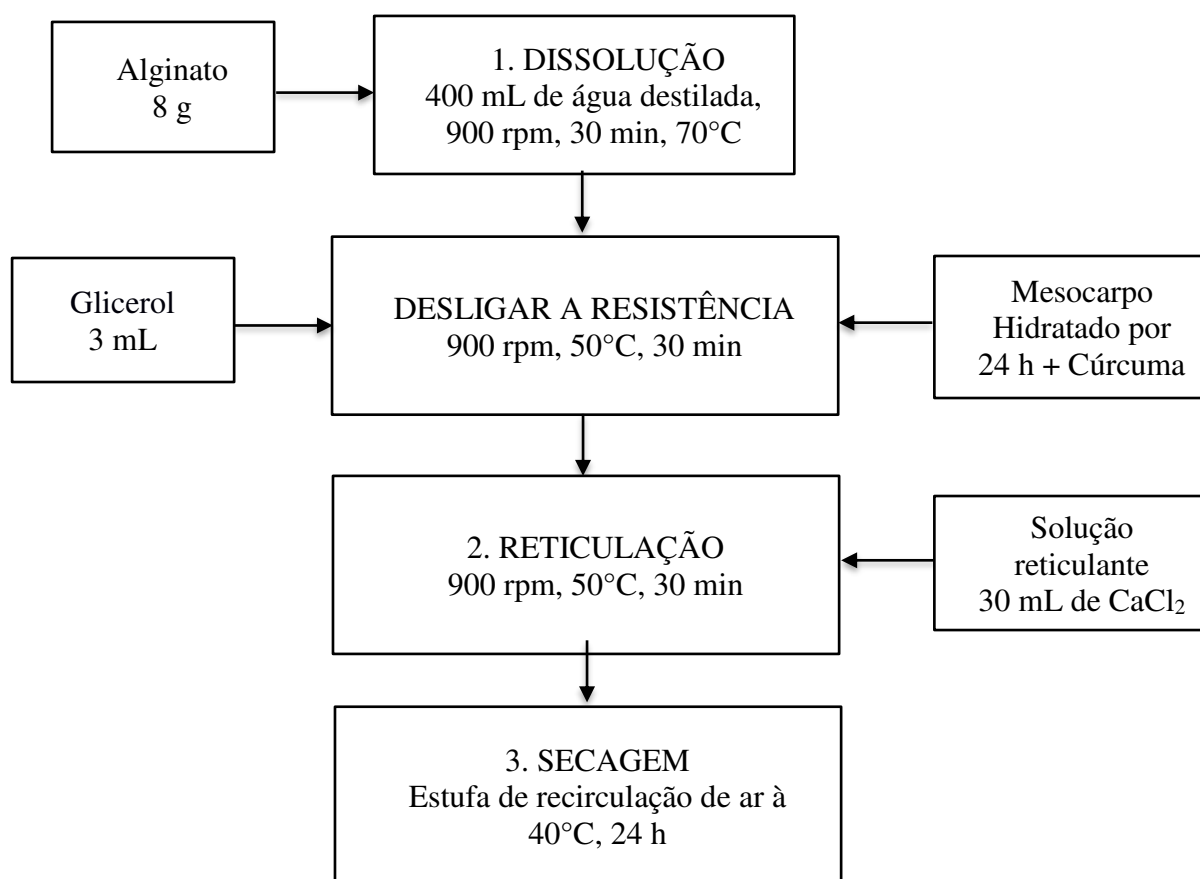 Alginato
8 g
1. DISSOLUÇÃO
400 mL de água destilada,
900 rpm, 30 min, 70°C
Glicerol
3 mL
DESLIGAR A RESISTÊNCIA
900 rpm, 50°C, 30 min
Mesocarpo
Hidratado por
24 h + Cúrcuma
2. RETICULAÇÃO
900 rpm, 50°C, 30 min
Solução
reticulante
30 mL de CaCl₂
3. SECAGEM
Estufa de recirculação de ar à
40°C, 24 h